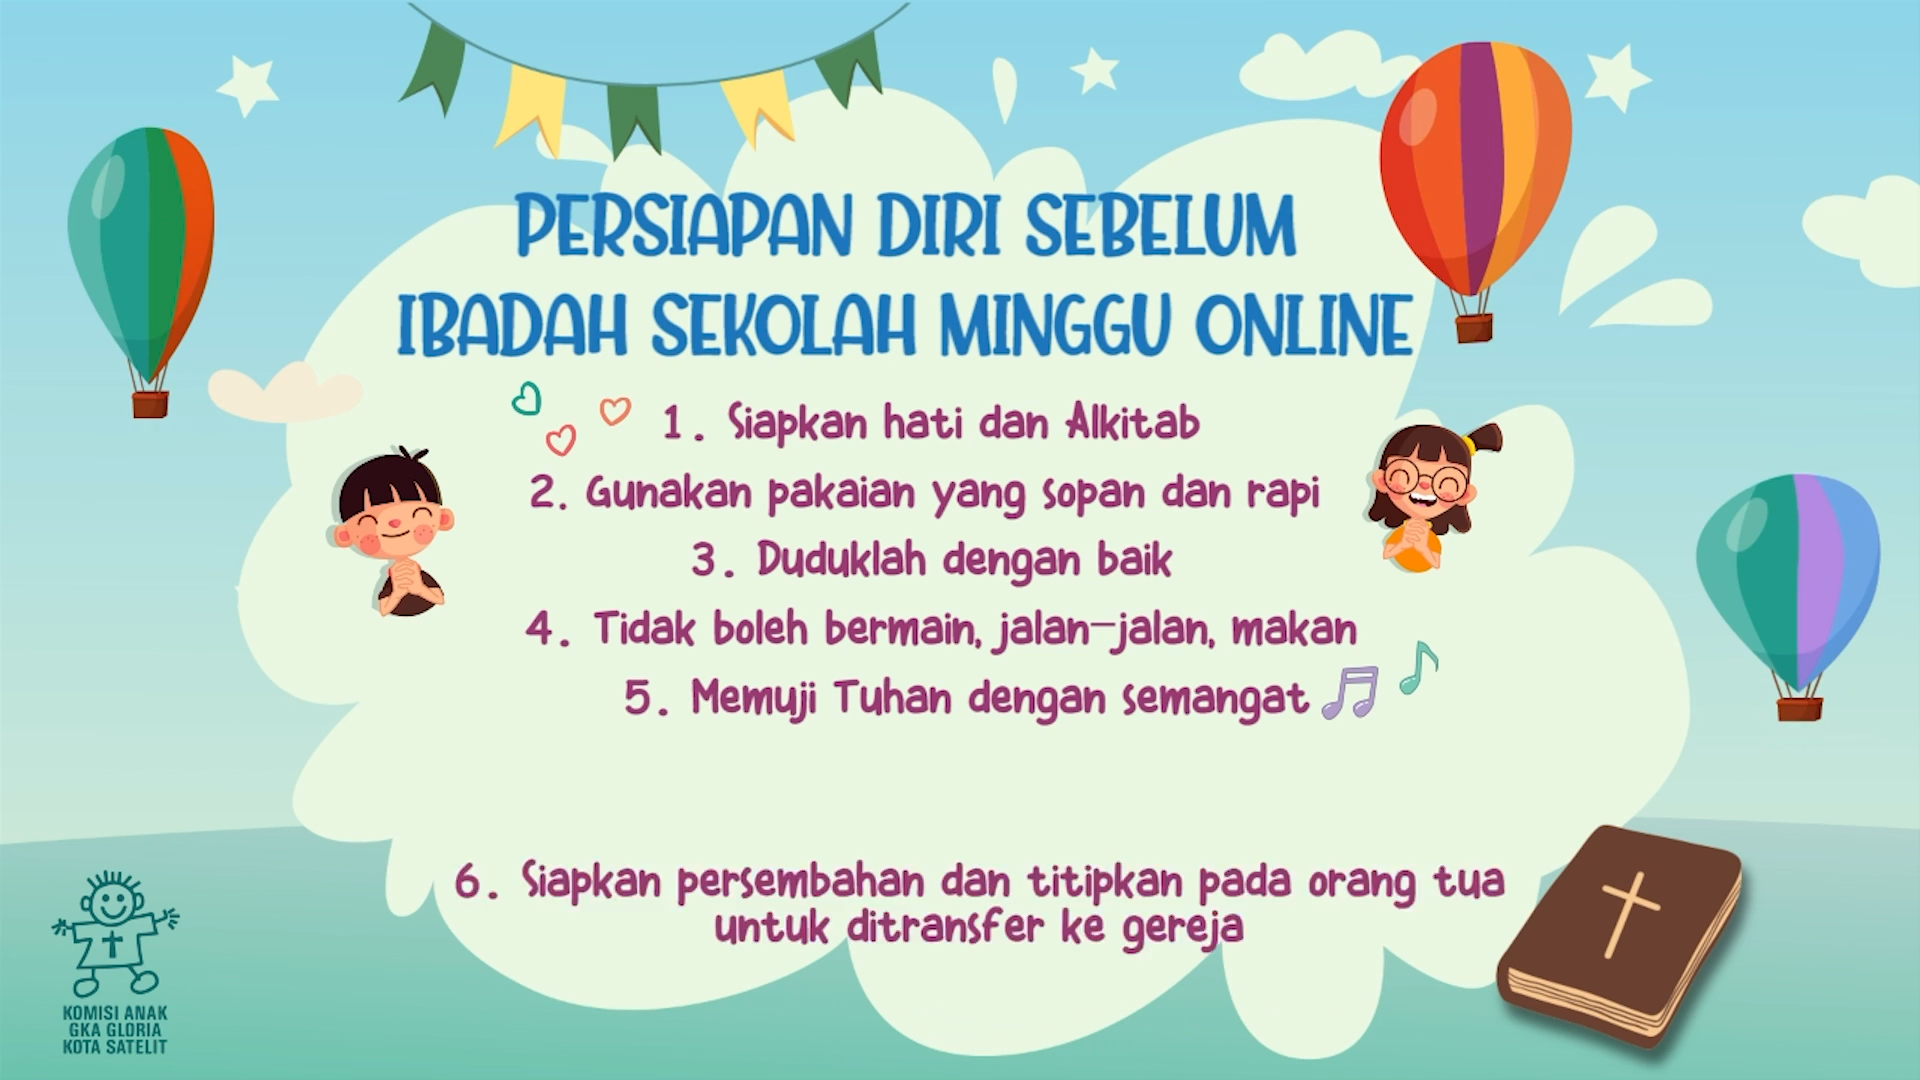 PERSIAPAN DIRI SEBELUM
IBADAH SEKOLAH MINGGU ONLINE
1. Siapkan hati dan Alkitab
2. Gunakan pakaian yang sopan dan rapi
3. Duduklah dengan baik
4. Tidak boleh bermain, jalan-jalan, makan
5. Memuji Tuhan dengan semangat
6. Siapkan persembahan dan titipkan pada orang tua
untuk ditransfer ke gereja
KOMISI ANAK
GKA GLORIA
KOTA SATELIT